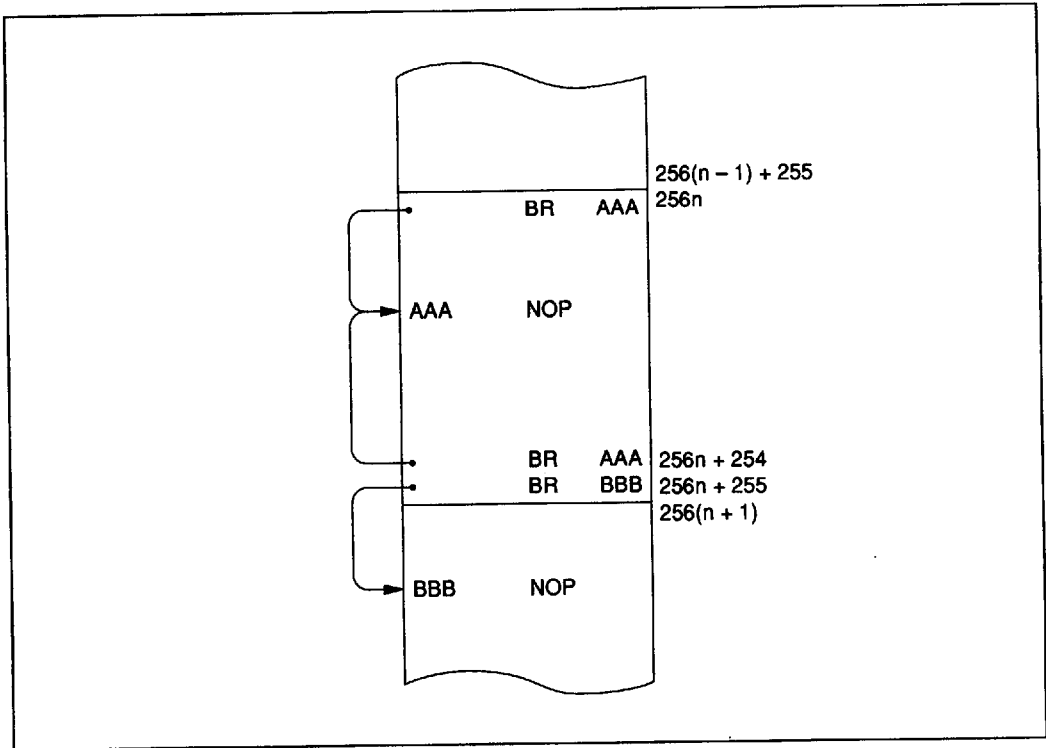 256(n – 1) + 255
BR AAA 256n
AAA NOP
BR AAA 256n + 254
BR BBB 256n + 255
256(n + 1)
BBB NOP